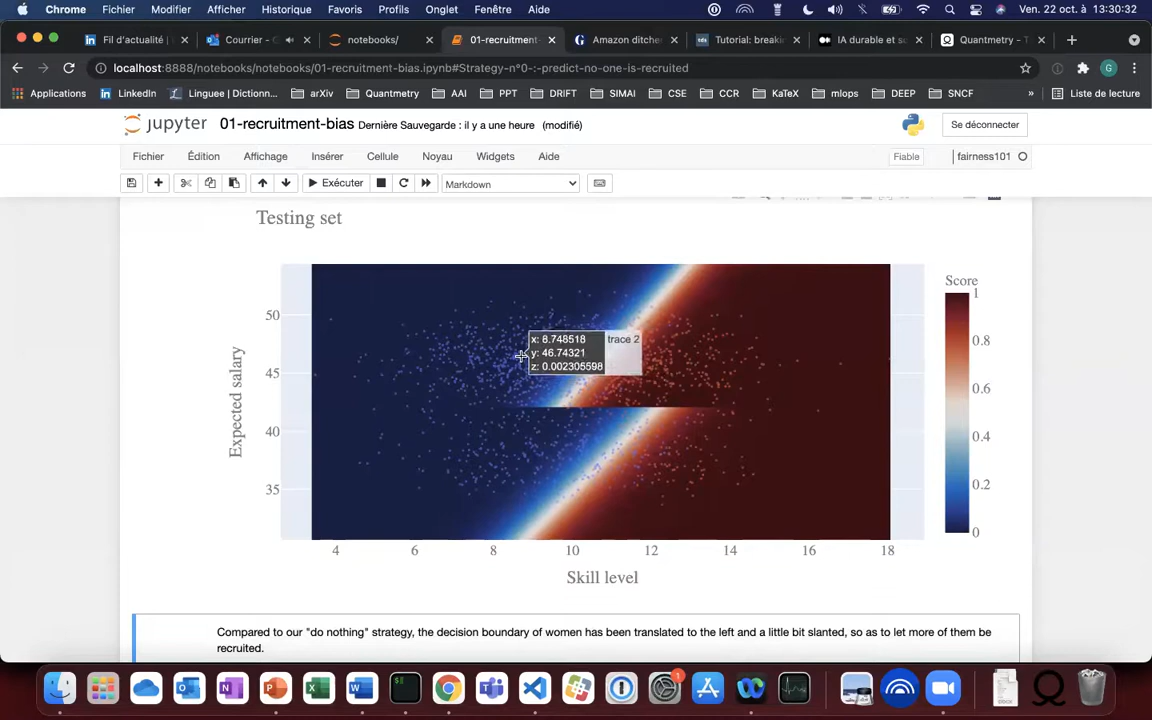 Chrome Fichier Modifier Afficher Historique Favoris Profils Onglet Fenêtre Aide Ven. 22 oct. à 13:30:32
Fil d'actualité | Courrier - 01-recruitment- Amazon ditche Tutorial: breaki IA durable et so Quantmetry - T
notebooks/
localhost:8888/notebooks/notebooks/01-recruitment-bias.ipynb#Strategy-n°0-:-predict-no-one-is-recruited
Applications LinkedIn Linguee | Dictionn... arXiv Quantmetry AAI PPT DRIFT SIMAI CSE CCR KaTeX mlops DEEP SNCF » Liste de lecture
jupyter 01-recruitment-bias Dernière Sauvegarde : il y a une heure (modifié) Se déconnecter
Fichier Édition Affichage Insérer Cellule Noyau Widgets Aide Fiable fairness101
Exécuter Markdown
Testing set
Score
1
0.8
0.6
0.4
0.2
0
50
45
40
35
Expected salary
x: 8.748518 trace 2
y: 46.74321
z: 0.002305598
4 6 8 10 12 14 16 18
Skill level
Compared to our "do nothing" strategy, the decision boundary of women has been translated to the left and a little bit slanted, so as to let more of them be
recruited.